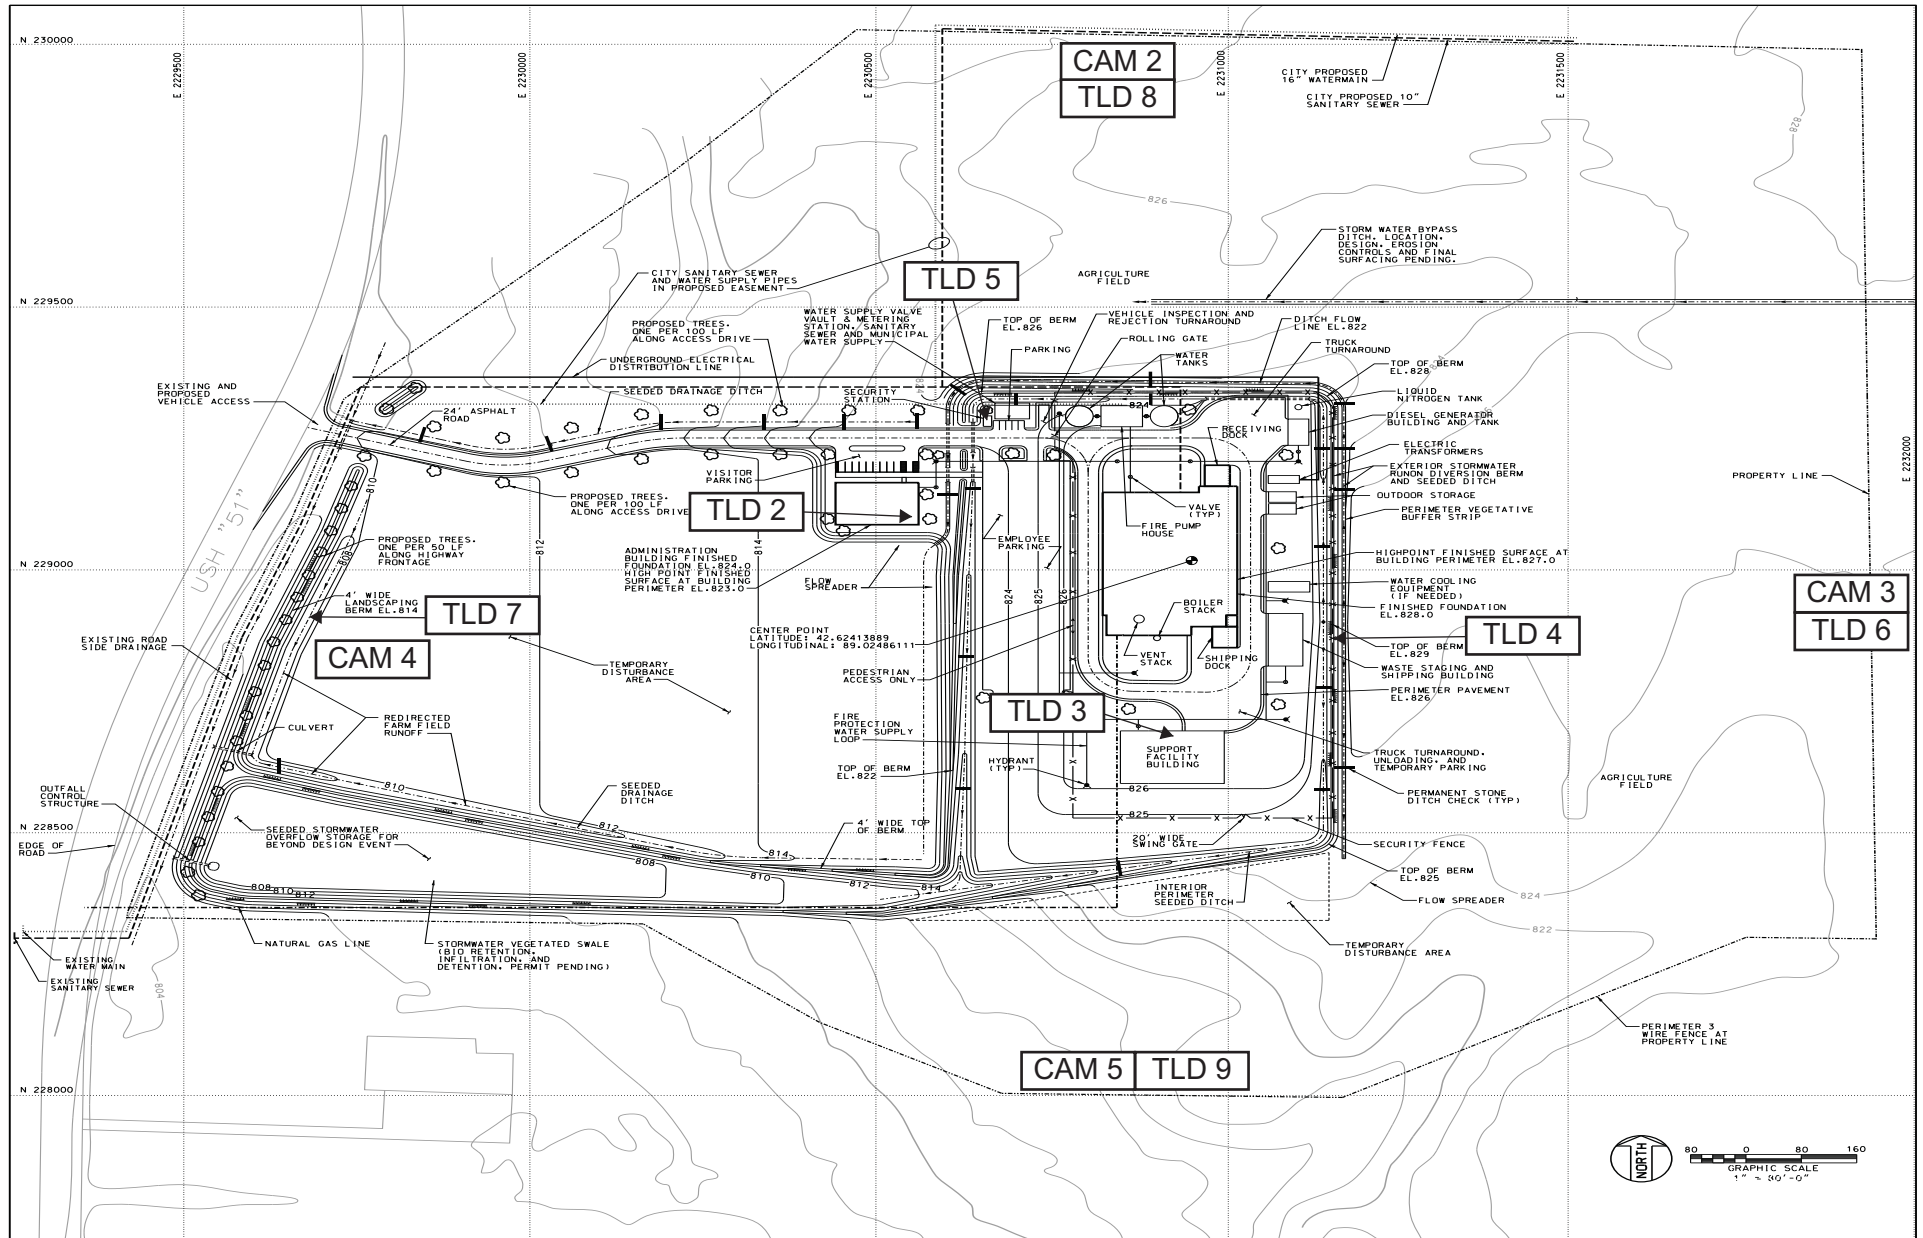 N 230000
E 2229500
E 2230000
E 2230500
E 2231000
E 2231500
E 2232000
CAM 2
TLD 8
CITY PROPOSED
16" WATERMAIN
CITY PROPOSED 10"
SANITARY SEWER
828
826
STORM WATER BYPASS
DITCH. LOCATION.
DESIGN. EROSION
CONTROLS AND FINAL
SURFACING PENDING.
CITY SANITARY SEWER
AND WATER SUPPLY PIPES
IN PROPOSED EASEMENT
TLD 5
AGRICULTURE
FIELD
N 229500
PROPOSED TREES.
ONE PER 100 LF
ALONG ACCESS DRIVE
WATER SUPPLY VALVE
VAULT & METERING
STATION. SANITARY
SEWER AND MUNICIPAL
WATER SUPPLY
TOP OF BERM
EL.826
VEHICLE INSPECTION AND
REJECTION TURNAROUND
DITCH FLOW
LINE EL.822
PARKING
ROLLING GATE
TRUCK
TURNAROUND
WATER
TANKS
UNDERGROUND ELECTRICAL
DISTRIBUTION LINE
TOP OF BERM
EL.828
824
EXISTING AND
PROPOSED
VEHICLE ACCESS
SEEDED DRAINAGE DITCH
SECURITY
STATION
LIQUID
NITROGEN TANK
824
24' ASPHALT
ROAD
DIESEL GENERATOR
BUILDING AND TANK
RECEIVING
DOCK
ELECTRIC
TRANSFORMERS
VISITOR
PARKING
EXTERIOR STORMWATER
RUNON DIVERSION BERM
AND SEEDED DITCH
PROPERTY LINE
810
PROPOSED TREES.
ONE PER 100 LF
ALONG ACCESS DRIVE
TLD 2
OUTDOOR STORAGE
VALVE
(TYP)
PERIMETER VEGETATIVE
BUFFER STRIP
FIRE PUMP
HOUSE
USH "51"
PROPOSED TREES.
ONE PER 50 LF
ALONG HIGHWAY
FRONTAGE
808
812
814
EMPLOYEE
PARKING
ADMINISTRATION
BUILDING FINISHED
FOUNDATION EL.824.0
HIGH POINT FINISHED
SURFACE AT BUILDING
PERIMETER EL.823.0
HIGHPOINT FINISHED SURFACE AT
BUILDING PERIMETER EL.827.0
N 229000
FLOW
SPREADER
WATER COOLING
EQUIPMENT
(IF NEEDED)
CAM 3
TLD 6
4' WIDE
LANDSCAPING
BERM EL.814
TLD 7
824
825
826
BOILER
STACK
FINISHED FOUNDATION
EL.828.0
TLD 4
EXISTING ROAD
SIDE DRAINAGE
CENTER POINT
LATITUDE: 42.62413889
LONGITUDINAL: 89.02486111
TOP OF BERM
EL.829
CAM 4
VENT
STACK
SHIPPING
DOCK
TEMPORARY
DISTURBANCE
AREA
PEDESTRIAN
ACCESS ONLY
WASTE STAGING AND
SHIPPING BUILDING
PERIMETER PAVEMENT
EL.826
TLD 3
REDIRECTED
FARM FIELD
RUNOFF
CULVERT
FIRE
PROTECTION
WATER SUPPLY
LOOP
SUPPORT
FACILITY
BUILDING
TRUCK TURNAROUND.
UNLOADING. AND
TEMPORARY PARKING
TOP OF BERM
EL.822
HYDRANT
(TYP)
AGRICULTURE
FIELD
OUTFALL
CONTROL
STRUCTURE
810
SEEDED
DRAINAGE
DITCH
826
PERMANENT STONE
DITCH CHECK (TYP)
825
812
4' WIDE TOP
OF BERM
N 228500
SEEDED STORMWATER
OVERFLOW STORAGE FOR
BEYOND DESIGN EVENT
20' WIDE
SWING GATE
SECURITY FENCE
EDGE OF
ROAD
814
808
TOP OF BERM
EL.825
810
812
814
808
810
812
INTERIOR
PERIMETER
SEEDED DITCH
824
FLOW SPREADER
822
NATURAL GAS LINE
STORMWATER VEGETATED SWALE
(BIO RETENTION.
INFILTRATION. AND
DETENTION. PERMIT PENDING)
TEMPORARY
DISTURBANCE AREA
EXISTING
WATER MAIN
EXISTING
SANITARY SEWER
804
PERIMETER 3
WIRE FENCE AT
PROPERTY LINE
CAM 5
TLD 9
N 228000
NORTH
80 0 80 160
GRAPHIC SCALE